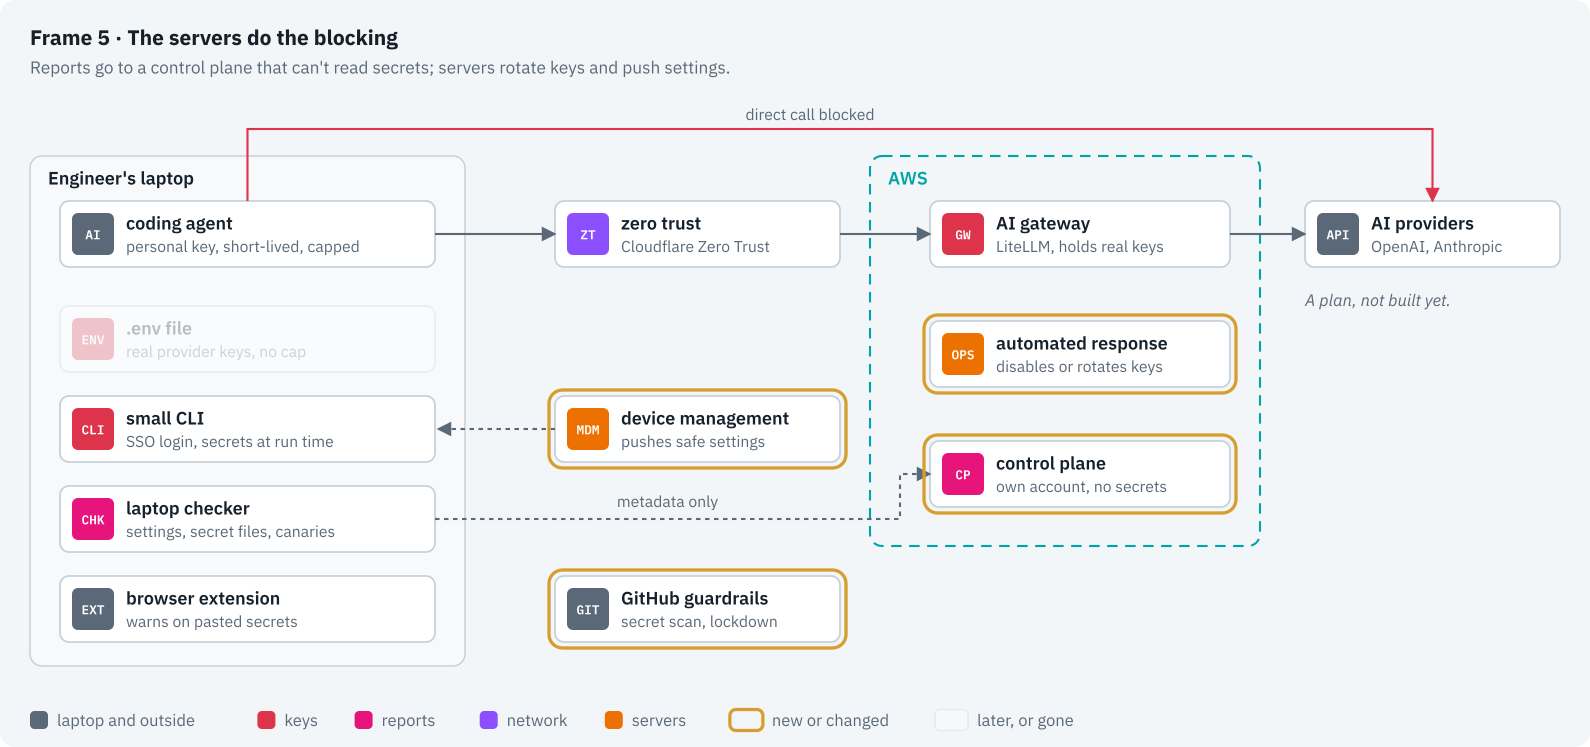 Frame 5 · The servers do the blocking
Reports go to a control plane that can't read secrets; servers rotate keys and push settings.
direct call blocked
Engineer's laptop
AI
coding agent
personal key, short-lived, capped
ZT
zero trust
Cloudflare Zero Trust
AWS
GW
AI gateway
LiteLLM, holds real keys
API
AI providers
OpenAI, Anthropic
A plan, not built yet.
ENV
.env file
real provider keys, no cap
OPS
automated response
disables or rotates keys
CLI
small CLI
SSO login, secrets at run time
MDM
device management
pushes safe settings
CP
control plane
own account, no secrets
metadata only
CHK
laptop checker
settings, secret files, canaries
EXT
browser extension
warns on pasted secrets
GIT
GitHub guardrails
secret scan, lockdown
laptop and outside
keys
reports
network
servers
new or changed
later, or gone